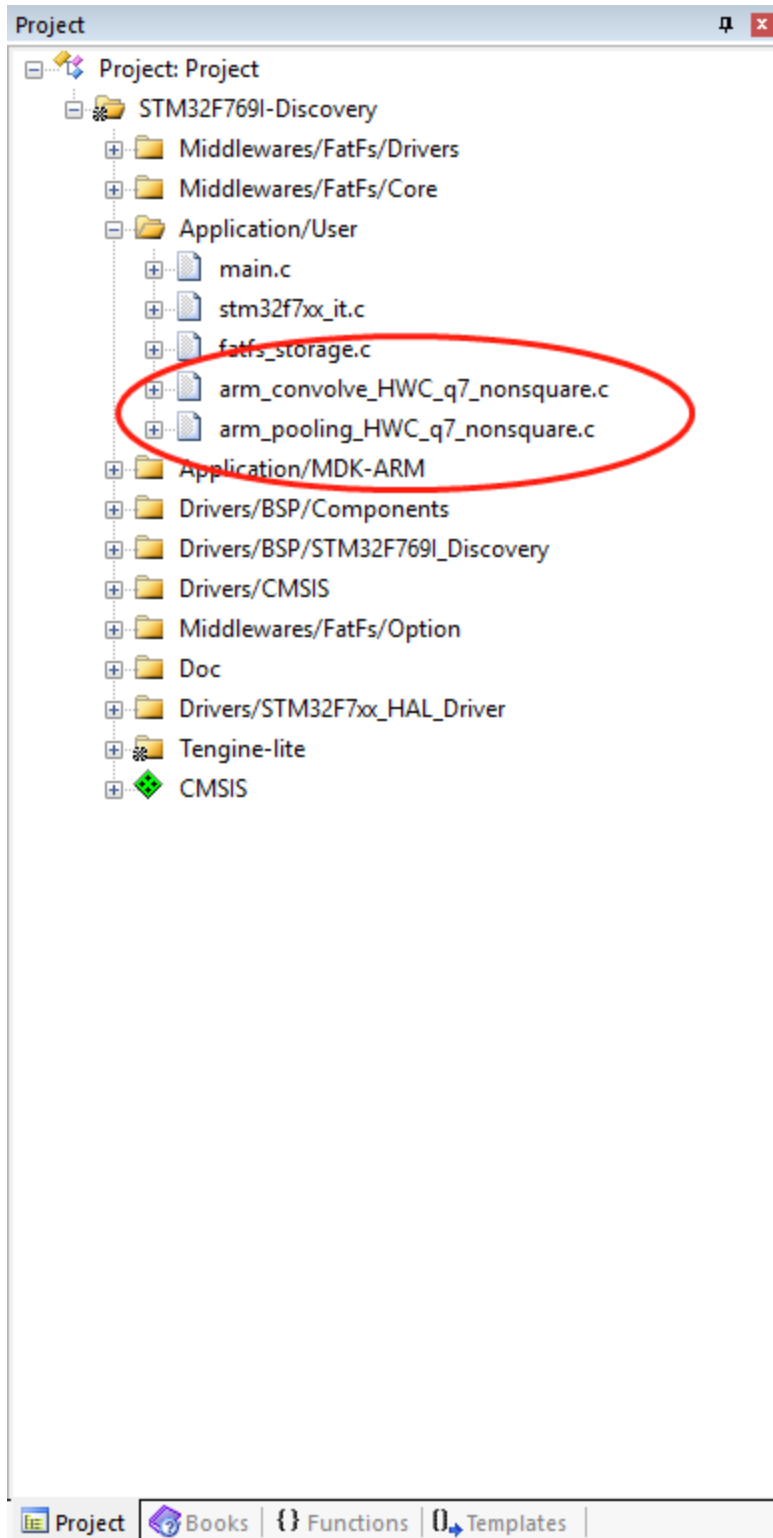 Project
Project: Project
STM32F769I-Discovery
Middlewares/FatFs/Drivers
Middlewares/FatFs/Core
Application/User
main.c
stm32f7xx_it.c
fatfs_storage.c
arm_convolve_HWC_q7_nonsquare.c
arm_pooling_HWC_q7_nonsquare.c
Application/MDK-ARM
Drivers/BSP/Components
Drivers/BSP/STM32F769I_Discovery
Drivers/CMSIS
Middlewares/FatFs/Option
Doc
Drivers/STM32F7xx_HAL_Driver
Tengine-lite
CMSIS
Project Books {} Functions 0 Templates